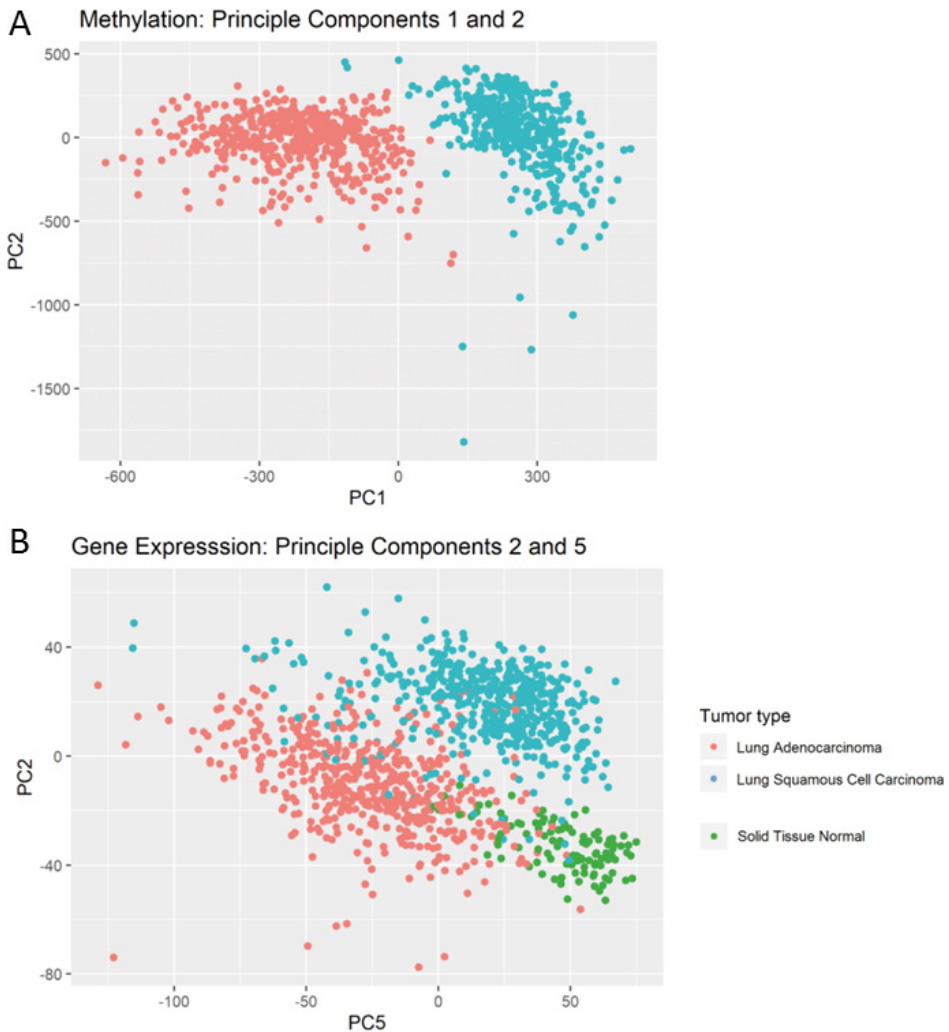 A
Methylation: Principle Components 1 and 2
500
0
-500
-1000
-1500
PC2
-600
-300
0
300
PC1
B
Gene Expresssion: Principle Components 2 and 5
40
0
-40
-80
PC2
-100
-50
0
50
PC5
Tumor type
Lung Adenocarcinoma
Lung Squamous Cell Carcinoma
Solid Tissue Normal